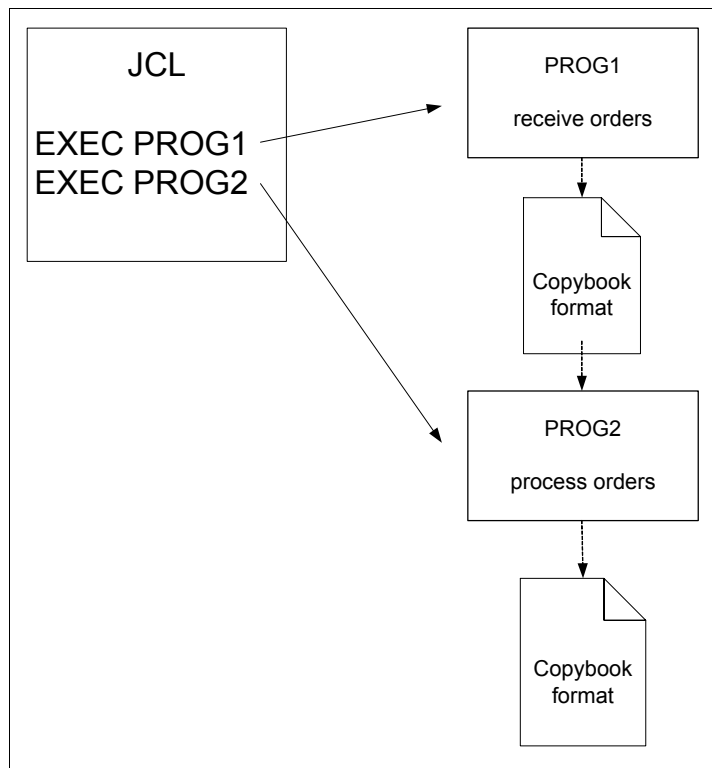 JCL
EXEC PROG1
EXEC PROG2
PROG1
receive orders
Copybook
format
PROG2
process orders
Copybook
format